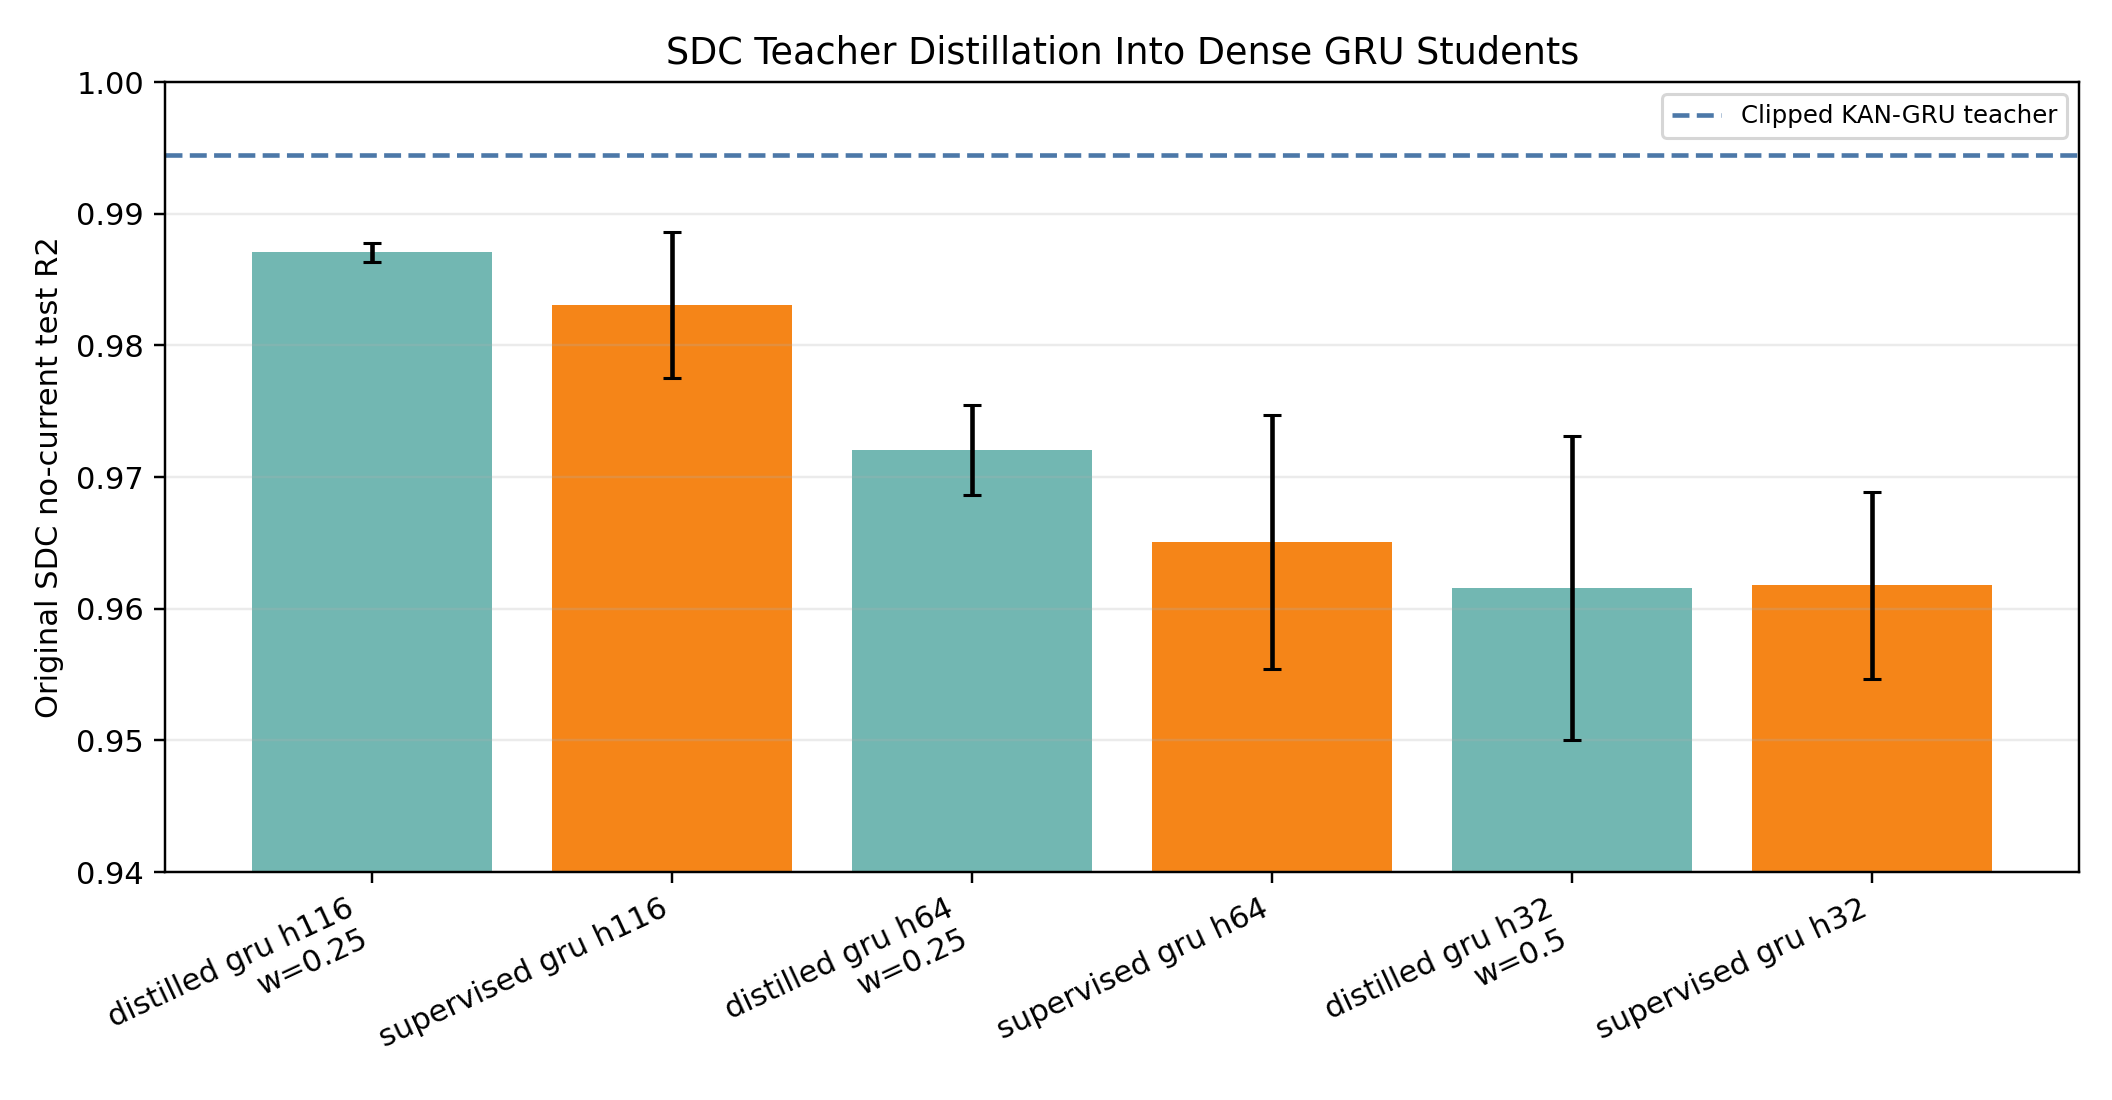 SDC Teacher Distillation Into Dense GRU Students
Clipped KAN-GRU teacher
Original SDC no-current test R2
1.00
0.99
0.98
0.97
0.96
0.95
0.94
distilled gru h116
w=0.25
supervised gru h116
distilled gru h64
w=0.25
supervised gru h64
distilled gru h32
w=0.5
supervised gru h32